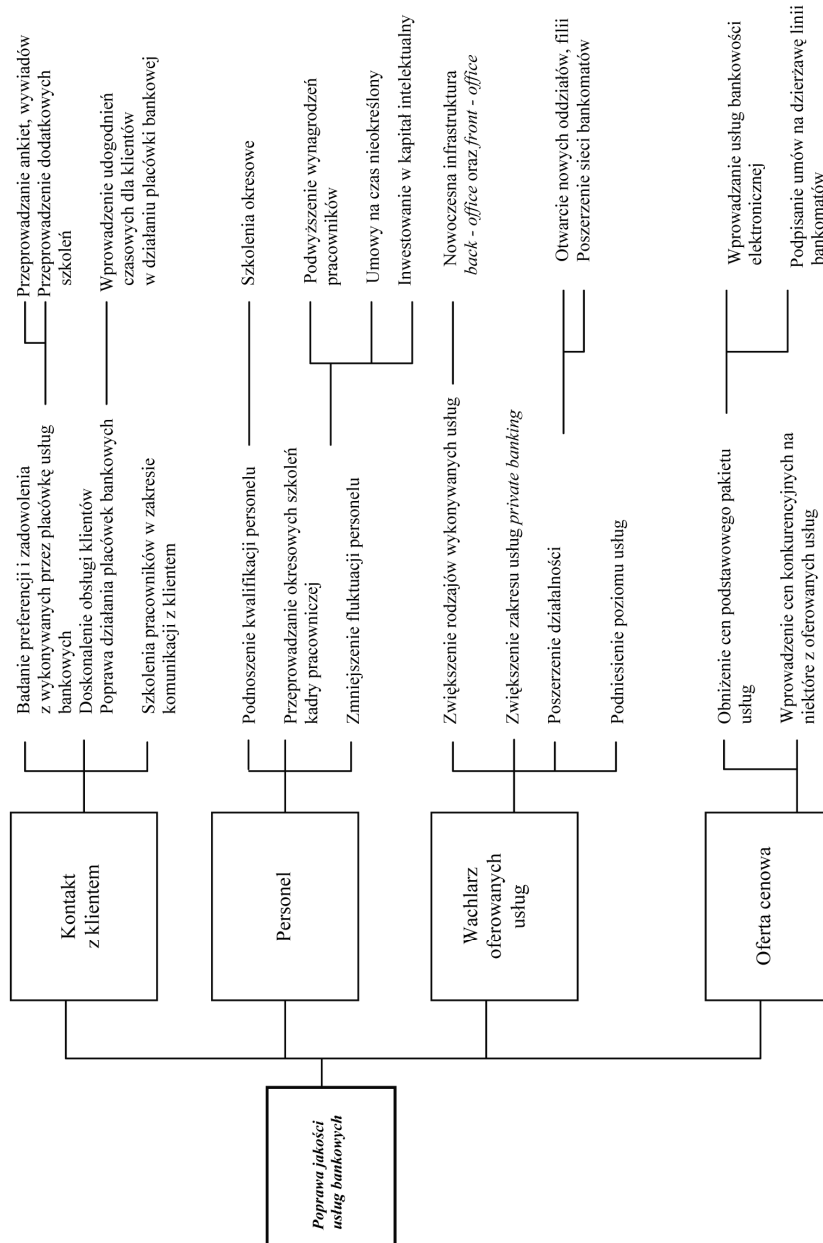 Poprawa jakości
usług bankowych
Kontakt
z klientem
Badanie preferencji i zadowolenia
z wykonywanych przez placówkę usług
bankowych
Doskonalenie obsługi klientów
Poprawa działania placówek bankowych
Szkolenia pracowników w zakresie
komunikacji z klientem
Przeprowadzanie ankiet, wywiadów
Przeprowadzenie dodatkowych
szkoleń
Wprowadzenie udogodnień
czasowych dla klientów
w działaniu placówki bankowej
Personel
Podnoszenie kwalifikacji personelu
Przeprowadzanie okresowych szkoleń
kadry pracowniczej
Zmniejszenie fluktuacji personelu
Szkolenia okresowe
Podwyższenie wynagrodzeń
pracowników
Umowy na czas nieokreślony
Inwestowanie w kapitał intelektualny
Wachlarz
oferowanych
usług
Zwiększenie rodzajów wykonywanych usług
Zwiększenie zakresu usług private banking
Poszerzenie działalności
Podniesienie poziomu usług
Nowoczesna infrastruktura
back - office oraz front - office
Otwarcie nowych oddziałów, filii
Poszerzenie sieci bankomatów
Oferta cenowa
Obniżenie cen podstawowego pakietu
usług
Wprowadzenie cen konkurencyjnych na
niektóre z oferowanych usług
Wprowadzanie usług bankowości
elektronicznej
Podpisanie umów na dzierżawę linii
bankomatów